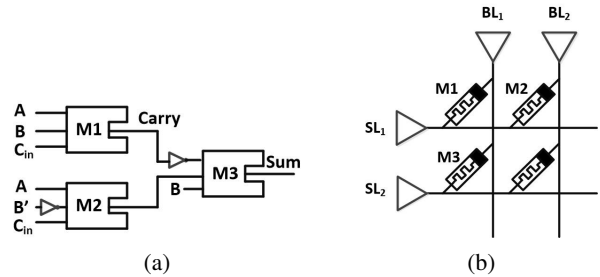 BL1 BL2
A
B M1 Carry
Cin
A
B' M2
Cin
B M3 Sum
M1 M2
SL1
M3
SL2
(a) (b)